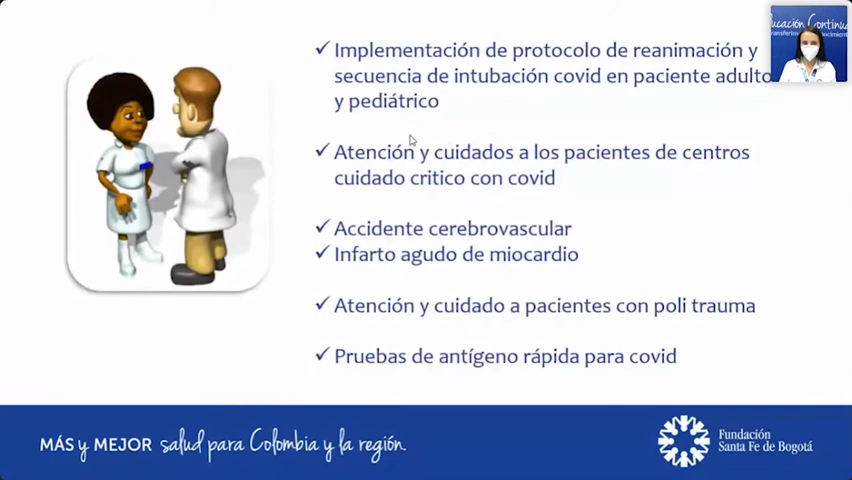 ✓ Implementación de protocolo de reanimación y
secuencia de intubación covid en paciente adulto
y pediátrico
✓ Atención y cuidados a los pacientes de centros
cuidado critico con covid
✓ Accidente cerebrovascular
✓ Infarto agudo de miocardio
✓ Atención y cuidado a pacientes con poli trauma
✓ Pruebas de antígeno rápida para covid
MÁS y MEJOR salud para Colombia y la región.
Fundación
Santa Fe de Bogotá